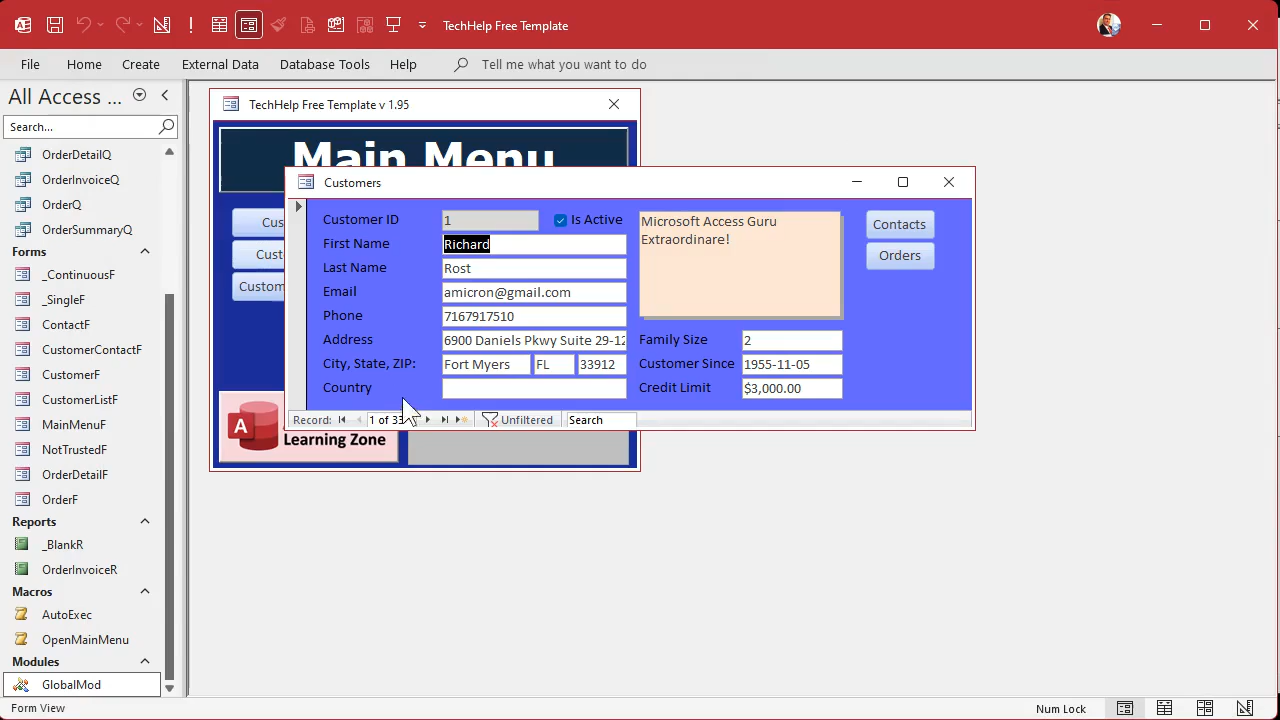 TechHelp Free Template
File Home Create External Data Database Tools Help Tell me what you want to do
All Access ...
Search...
OrderDetailQ
OrderInvoiceQ
OrderQ
OrderSummaryQ
Forms
_ContinuousF
_SingleF
ContactF
CustomerContactF
CustomerF
CustomerListF
MainMenuF
NotTrustedF
OrderDetailF
OrderF
Reports
_BlankR
OrderInvoiceR
Macros
AutoExec
OpenMainMenu
Modules
GlobalMod
TechHelp Free Template v 1.95
Main Menu
Cus
Custo
Custom
A
Learning Zone
Customers
Customer ID 1 Is Active
First Name Richard
Last Name Rost
Email amicron@gmail.com
Phone 7167917510
Address 6900 Daniels Pkwy Suite 29-12
City, State, ZIP: Fort Myers FL 33912
Country
Microsoft Access Guru
Extraordinare!
Family Size 2
Customer Since 1955-11-05
Credit Limit $3,000.00
Contacts
Orders
Record: 1 of 33 Unfiltered Search
Form View Num Lock